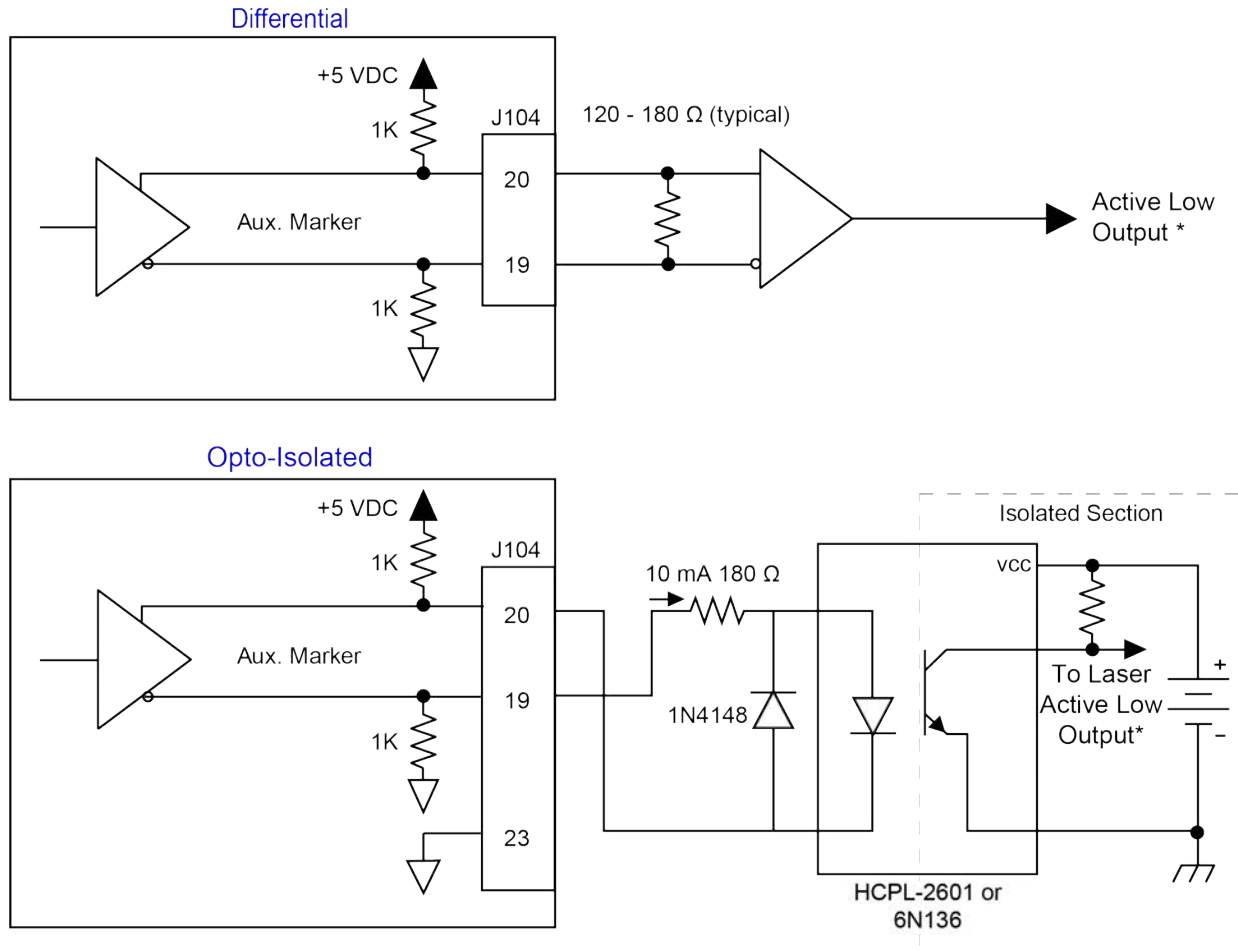 Differential
+5 VDC
1K
J104
120 - 180 Ω (typical)
20
Aux. Marker
19
1K
Active Low
Output *
Opto-Isolated
+5 VDC
1K
J104
20
Aux. Marker
19
1K
23
10 mA 180 Ω
1N4148
Isolated Section
VCC
To Laser
Active Low
Output*
+
−
HCPL-2601 or
6N136